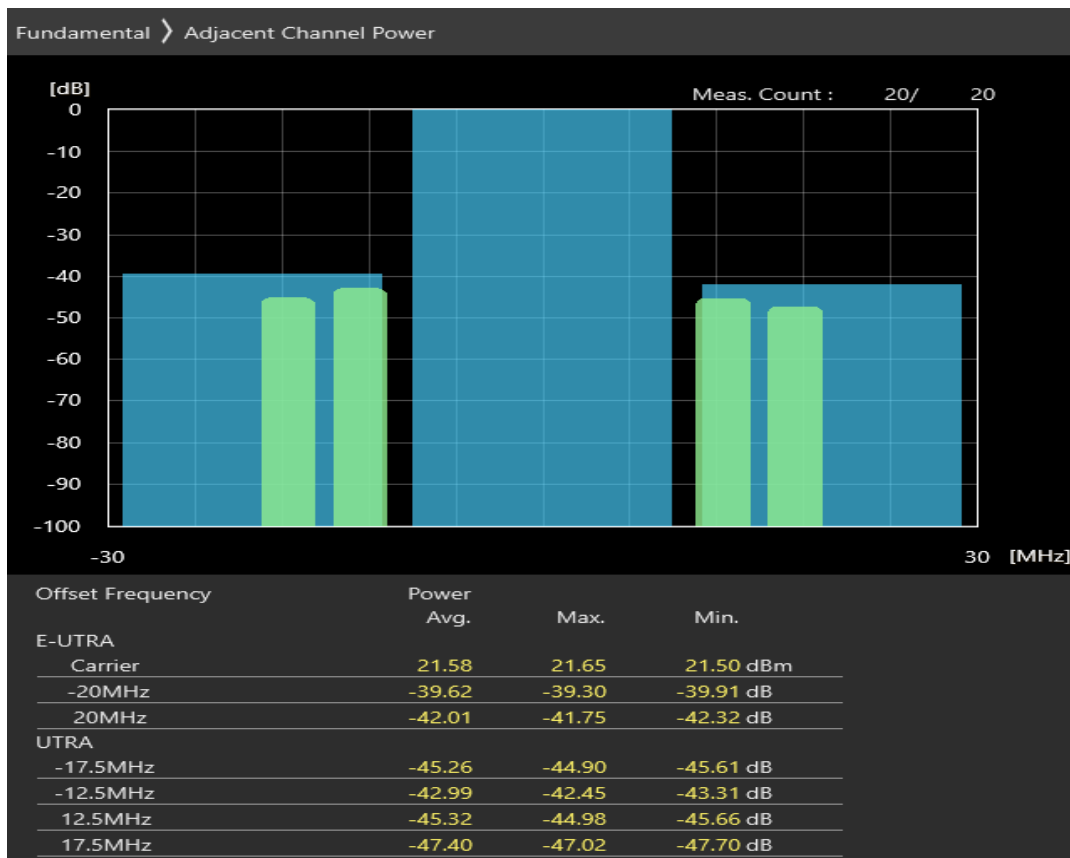 Fundamental 》 Adjacent Channel Power
[dB]
Meas. Count : 20/ 20
0
-10
-20
-30
-40
-50
-60
-70
-80
-90
-100
-30 30 [MHz]
Offset Frequency Power
Avg. Max. Min.
E-UTRA
Carrier 21.58 21.65 21.50 dBm
-20MHz -39.62 -39.30 -39.91 dB
20MHz -42.01 -41.75 -42.32 dB
UTRA
-17.5MHz -45.26 -44.90 -45.61 dB
-12.5MHz -42.99 -42.45 -43.31 dB
12.5MHz -45.32 -44.98 -45.66 dB
17.5MHz -47.40 -47.02 -47.70 dB